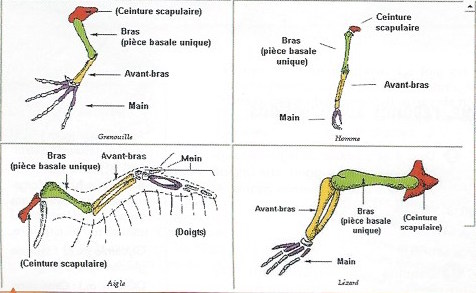 (Ceinture scapulaire)
Bras
(pièce basale
unique)
Avant-bras
Main
Grenouille
Ceinture
scapulaire
Bras
(pièce basale
unique)
Avant-bras
Main
Homme
Bras
(pièce basale unique)
Avant-bras
Main
(Doigts)
(Ceinture scapulaire)
Aigle
Avant-bras
Bras
(pièce basale
unique)
(Ceinture
scapulaire)
Main
Lézard